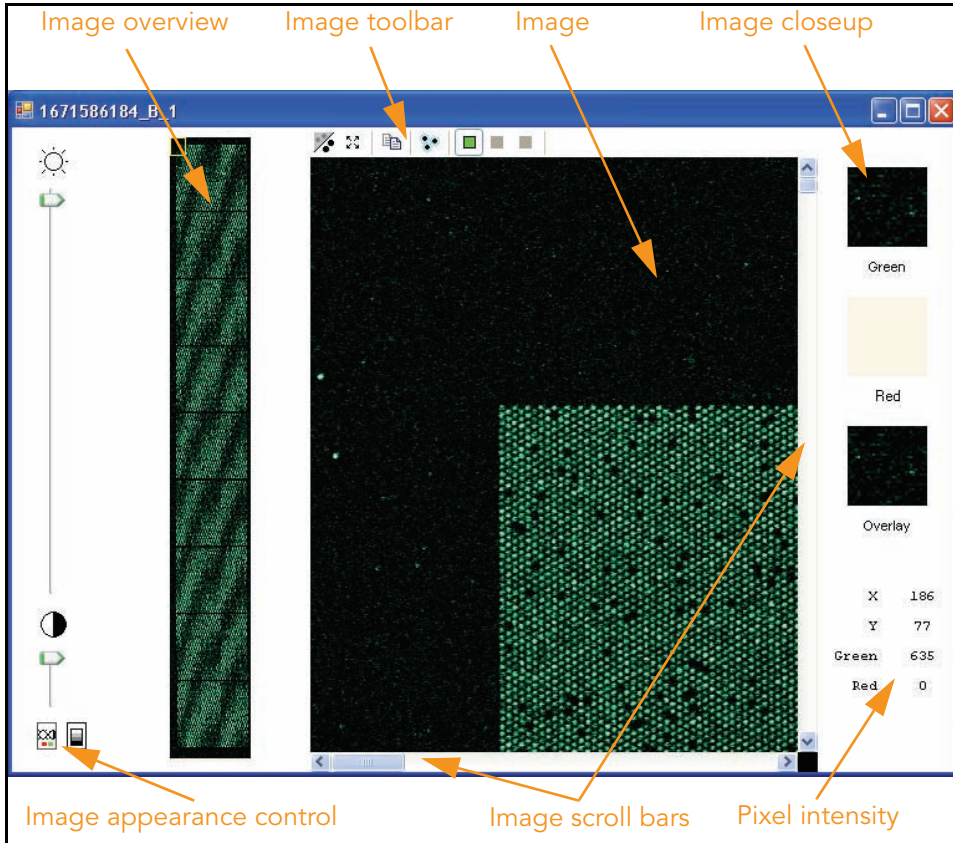 Image overview
Image toolbar
Image
Image closeup
1671586184_B_1
Green
Red
Overlay
X 186
Y 77
Green 635
Red 0
Image appearance control
Image scroll bars
Pixel intensity